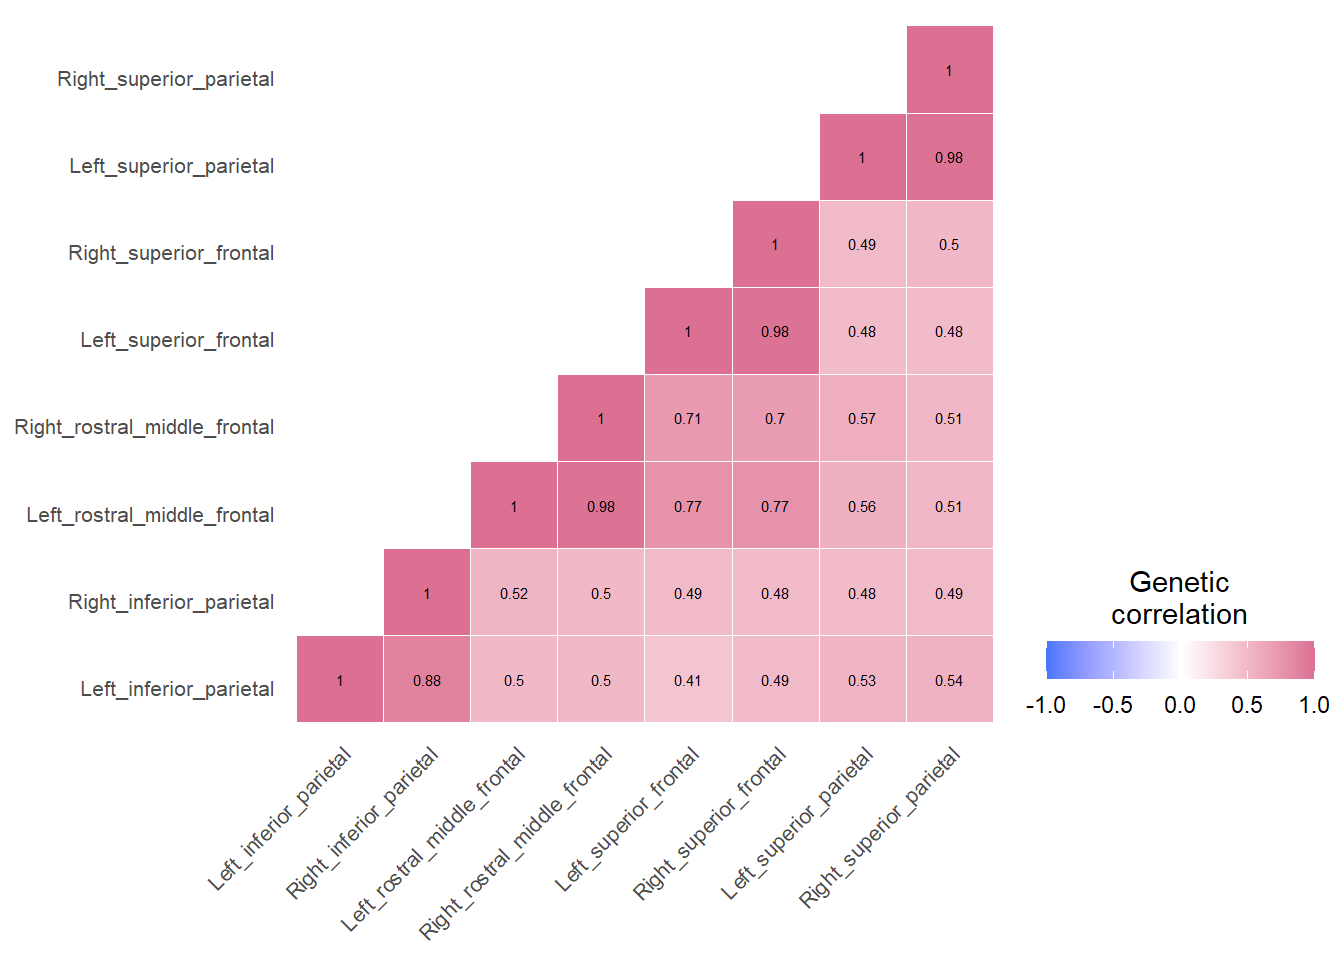 Right_superior_parietal
1
Left_superior_parietal
1 0.98
Right_superior_frontal
1 0.49 0.5
Left_superior_frontal
1 0.98 0.48 0.48
Right_rostral_middle_frontal
1 0.71 0.7 0.57 0.51
Left_rostral_middle_frontal
1 0.98 0.77 0.77 0.56 0.51
Right_inferior_parietal
1 0.52 0.5 0.49 0.48 0.48 0.49
Left_inferior_parietal
1 0.88 0.5 0.5 0.41 0.49 0.53 0.54
Left_inferior_parietal
Right_inferior_parietal
Left_rostral_middle_frontal
Right_rostral_middle_frontal
Left_superior_frontal
Right_superior_frontal
Left_superior_parietal
Right_superior_parietal
Genetic
correlation
-1.0 -0.5 0.0 0.5 1.0